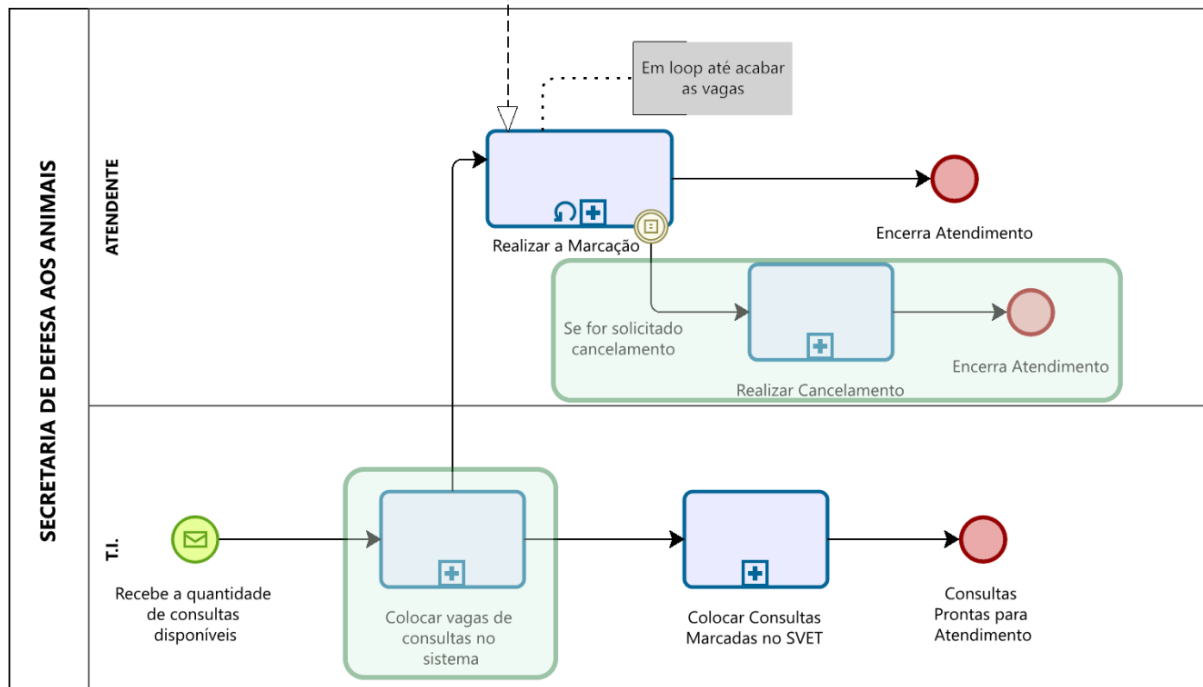 SECRETARIA DE DEFESA AOS ANIMAIS
ATENDENTE
Em loop até acabar
as vagas
Realizar a Marcação
Encerra Atendimento
Se for solicitado
cancelamento
Realizar Cancelamento
Encerra Atendimento
T.I.
Recebe a quantidade
de consultas
disponíveis
Colocar vagas de
consultas no
sistema
Colocar Consultas
Marcadas no SVET
Consultas
Prontas para
Atendimento